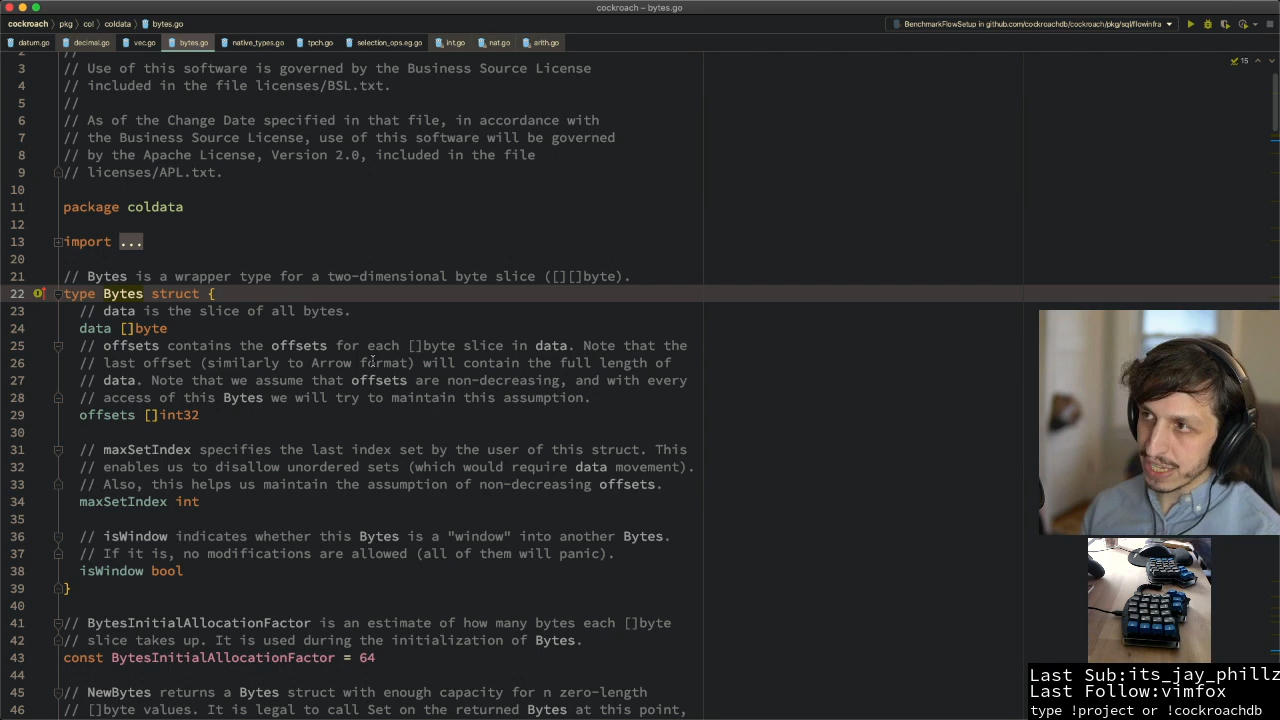 cockroach – bytes.go
cockroach › pkg › col › coldata › bytes.go
BenchmarkFlowSetup in github.com/cockroachdb/cockroach/pkg/sql/flowinfra
datum.go decimal.go vec.go bytes.go native_types.go tpch.go selection_ops.eg.go int.go nat.go arith.go
15
2 //
3 // Use of this software is governed by the Business Source License
4 // included in the file licenses/BSL.txt.
5 //
6 // As of the Change Date specified in that file, in accordance with
7 // the Business Source License, use of this software will be governed
8 // by the Apache License, Version 2.0, included in the file
9 // licenses/APL.txt.
10
11 package coldata
12
13 import ...
20
21 // Bytes is a wrapper type for a two-dimensional byte slice ([][]byte).
22 type Bytes struct {
23 // data is the slice of all bytes.
24 data []byte
25 // offsets contains the offsets for each []byte slice in data. Note that the
26 // last offset (similarly to Arrow format) will contain the full length of
27 // data. Note that we assume that offsets are non-decreasing, and with every
28 // access of this Bytes we will try to maintain this assumption.
29 offsets []int32
30
31 // maxSetIndex specifies the last index set by the user of this struct. This
32 // enables us to disallow unordered sets (which would require data movement).
33 // Also, this helps us maintain the assumption of non-decreasing offsets.
34 maxSetIndex int
35
36 // isWindow indicates whether this Bytes is a "window" into another Bytes.
37 // If it is, no modifications are allowed (all of them will panic).
38 isWindow bool
39 }
40
41 // BytesInitialAllocationFactor is an estimate of how many bytes each []byte
42 // slice takes up. It is used during the initialization of Bytes.
43 const BytesInitialAllocationFactor = 64
44
45 // NewBytes returns a Bytes struct with enough capacity for n zero-length
46 // []byte values. It is legal to call Set on the returned Bytes at this point,
Last Sub:its_jay_phillz
Last Follow:vimfox
type !project or !cockroachdb